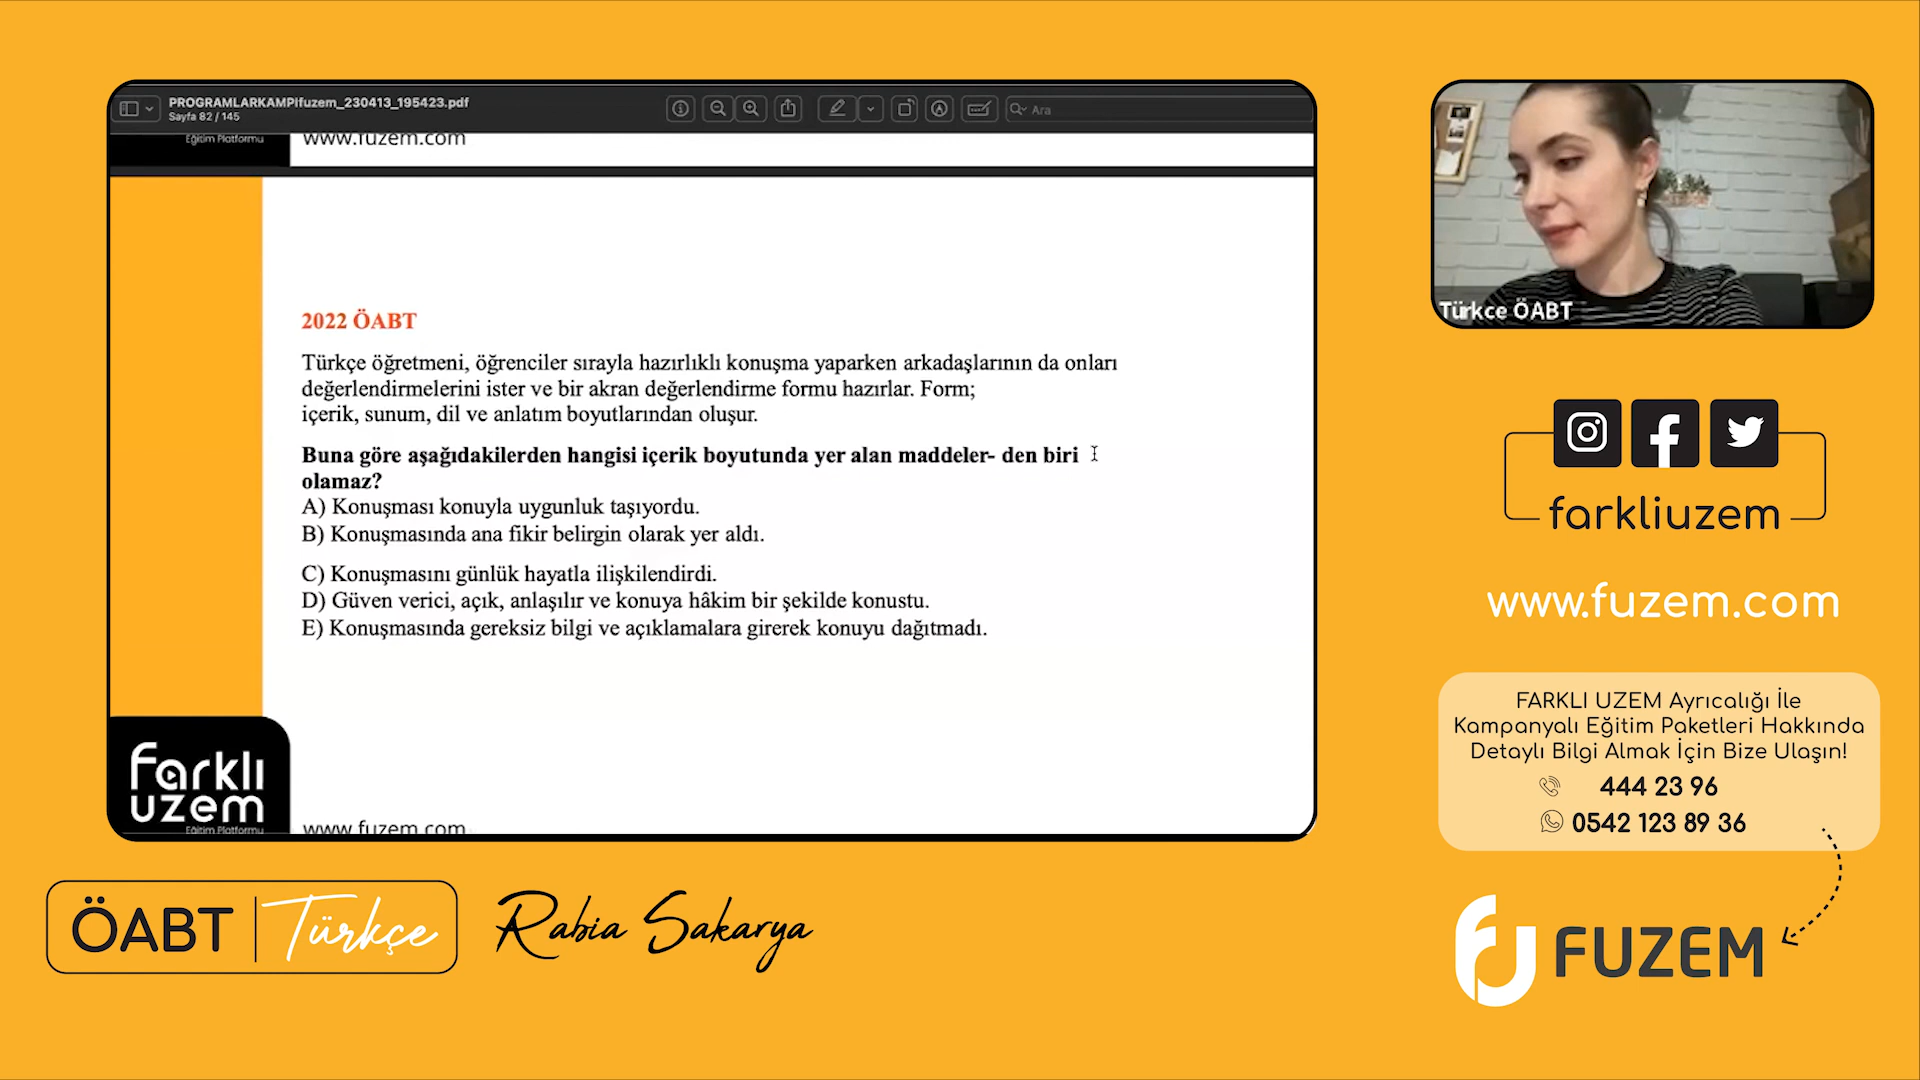 PROGRAMLARKAMPIfuzem_230413_195423.pdf
Sayfa 82 / 145
Ara
Eğitim Platformu
www.fuzem.com
2022 ÖABT
Türkçe öğretmeni, öğrenciler sırayla hazırlıklı konuşma yaparken arkadaşlarının da onları
değerlendirmelerini ister ve bir akran değerlendirme formu hazırlar. Form;
içerik, sunum, dil ve anlatım boyutlarından oluşur.
Buna göre aşağıdakilerden hangisi içerik boyutunda yer alan maddeler- den biri
olamaz?
A) Konuşması konuyla uygunluk taşıyordu.
B) Konuşmasında ana fikir belirgin olarak yer aldı.
C) Konuşmasını günlük hayatla ilişkilendirdi.
D) Güven verici, açık, anlaşılır ve konuya hâkim bir şekilde konustu.
E) Konuşmasında gereksiz bilgi ve açıklamalara girerek konuyu dağıtmadı.
farklı
uzem
Eğitim Platformu
www.fuzem.com
Türkce ÖABT
farkliuzem
www.fuzem.com
FARKLI UZEM Ayrıcalığı İle
Kampanyalı Eğitim Paketleri Hakkında
Detaylı Bilgi Almak İçin Bize Ulaşın!
444 23 96
0542 123 89 36
ÖABT Türkçe
Rabia Sakarya
FUZEM